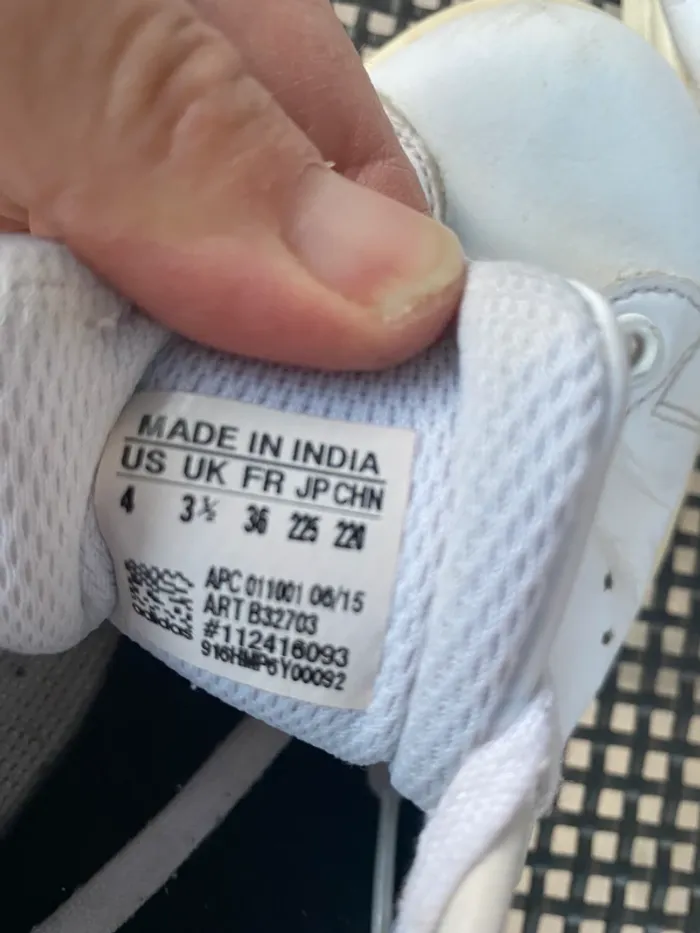 MADE IN INDIA
US UK FR JP CHN
4 3½ 36 225 220
APC 011001 06/15
ART B32703
#112416093
916HMP6Y00092